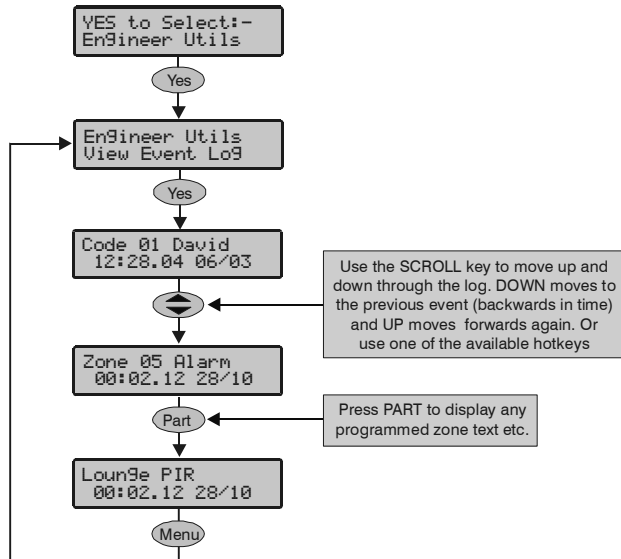 YES to Select:-
Engineer Utils
Yes
Engineer Utils
View Event Log
Yes
Code 01 David
12:28.04 06/03
Use the SCROLL key to move up and
down through the log. DOWN moves to
the previous event (backwards in time)
and UP moves forwards again. Or
use one of the available hotkeys
Zone 05 Alarm
00:02.12 28/10
Part
Press PART to display any
programmed zone text etc.
Lounge PIR
00:02.12 28/10
Menu